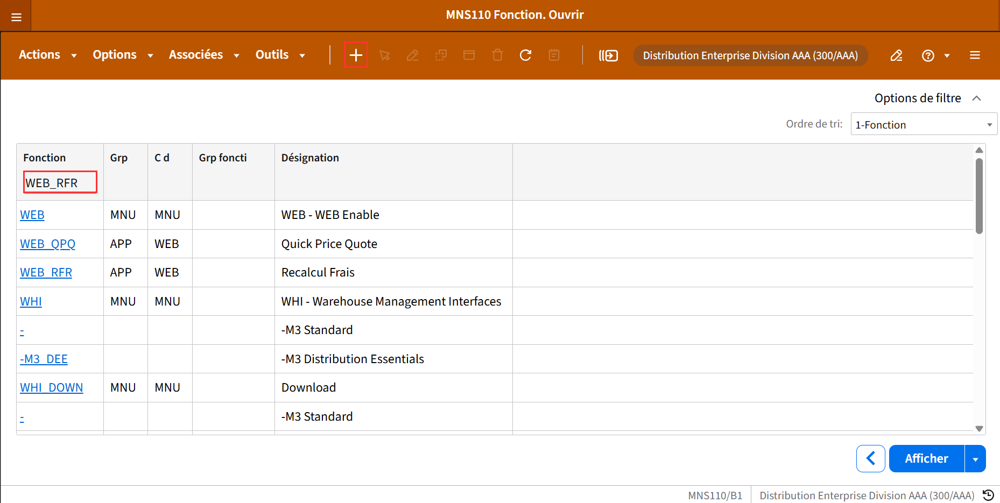 MNS110 Fonction. Ouvrir
Actions Options Associées Outils Distribution Enterprise Division AAA (300/AAA)
Options de filtre
Ordre de tri: 1-Fonction
Fonction Grp C d Grp foncti Désignation
WEB_RFR
WEB MNU MNU WEB - WEB Enable
WEB_QPQ APP WEB Quick Price Quote
WEB_RFR APP WEB Recalcul Frais
WHI MNU MNU WHI - Warehouse Management Interfaces
- -M3 Standard
-M3_DEE -M3 Distribution Essentials
WHI_DOWN MNU MNU Download
- -M3 Standard
Afficher
MNS110/B1 Distribution Enterprise Division AAA (300/AAA)